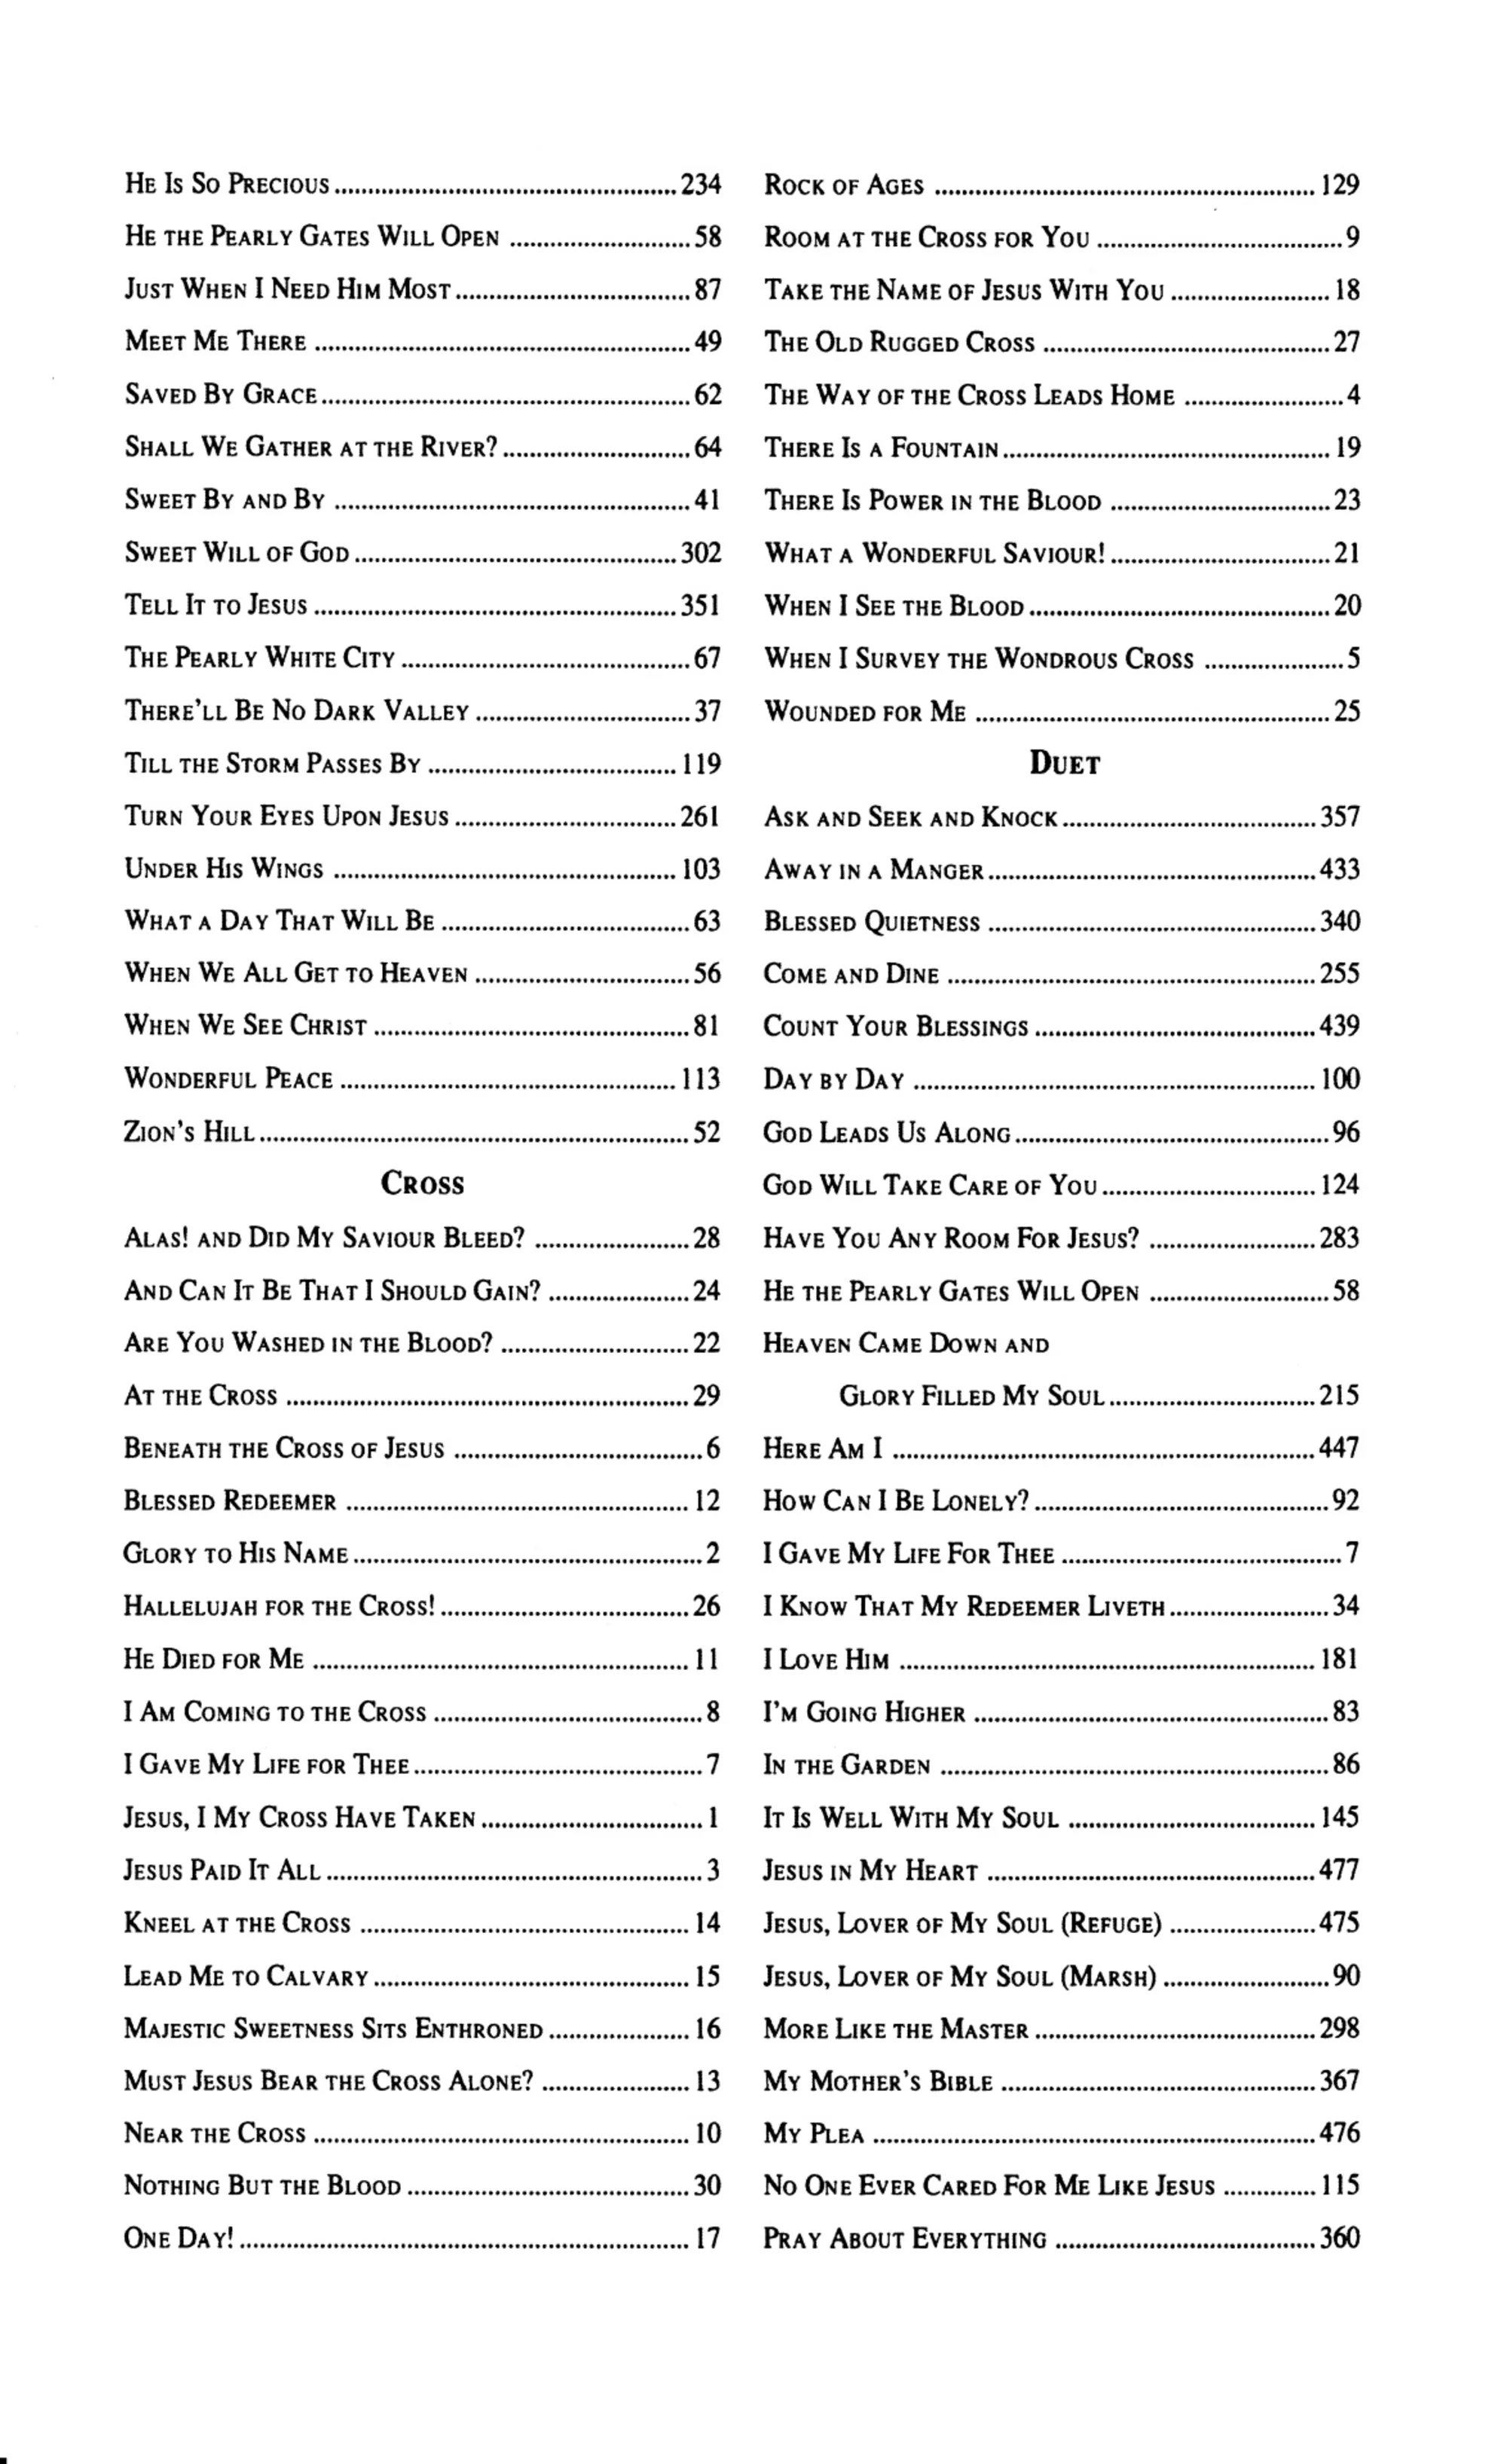 He Is So Precious 234
He the Pearly Gates Will Open 58
Just When I Need Him Most 87
Meet Me There 49
Saved By Grace 62
Shall We Gather at the River? 64
Sweet By and By 41
Sweet Will of God 302
Tell It to Jesus 351
The Pearly White City 67
There'll Be No Dark Valley 37
Till the Storm Passes By 119
Turn Your Eyes Upon Jesus 261
Under His Wings 103
What a Day That Will Be 63
When We All Get to Heaven 56
When We See Christ 81
Wonderful Peace 113
Zion's Hill 52
Cross
Alas! and Did My Saviour Bleed? 28
And Can It Be That I Should Gain? 24
Are You Washed in the Blood? 22
At the Cross 29
Beneath the Cross of Jesus 6
Blessed Redeemer 12
Glory to His Name 2
Hallelujah for the Cross! 26
He Died for Me 11
I Am Coming to the Cross 8
I Gave My Life for Thee 7
Jesus, I My Cross Have Taken 1
Jesus Paid It All 3
Kneel at the Cross 14
Lead Me to Calvary 15
Majestic Sweetness Sits Enthroned 16
Must Jesus Bear the Cross Alone? 13
Near the Cross 10
Nothing But the Blood 30
One Day! 17
Rock of Ages 129
Room at the Cross for You 9
Take the Name of Jesus With You 18
The Old Rugged Cross 27
The Way of the Cross Leads Home 4
There Is a Fountain 19
There Is Power in the Blood 23
What a Wonderful Saviour! 21
When I See the Blood 20
When I Survey the Wondrous Cross 5
Wounded for Me 25
Duet
Ask and Seek and Knock 357
Away in a Manger 433
Blessed Quietness 340
Come and Dine 255
Count Your Blessings 439
Day by Day 100
God Leads Us Along 96
God Will Take Care of You 124
Have You Any Room For Jesus? 283
He the Pearly Gates Will Open 58
Heaven Came Down and
Glory Filled My Soul 215
Here Am I 447
How Can I Be Lonely? 92
I Gave My Life For Thee 7
I Know That My Redeemer Liveth 34
I Love Him 181
I'm Going Higher 83
In the Garden 86
It Is Well With My Soul 145
Jesus in My Heart 477
Jesus, Lover of My Soul (Refuge) 475
Jesus, Lover of My Soul (Marsh) 90
More Like the Master 298
My Mother's Bible 367
My Plea 476
No One Ever Cared For Me Like Jesus 115
Pray About Everything 360